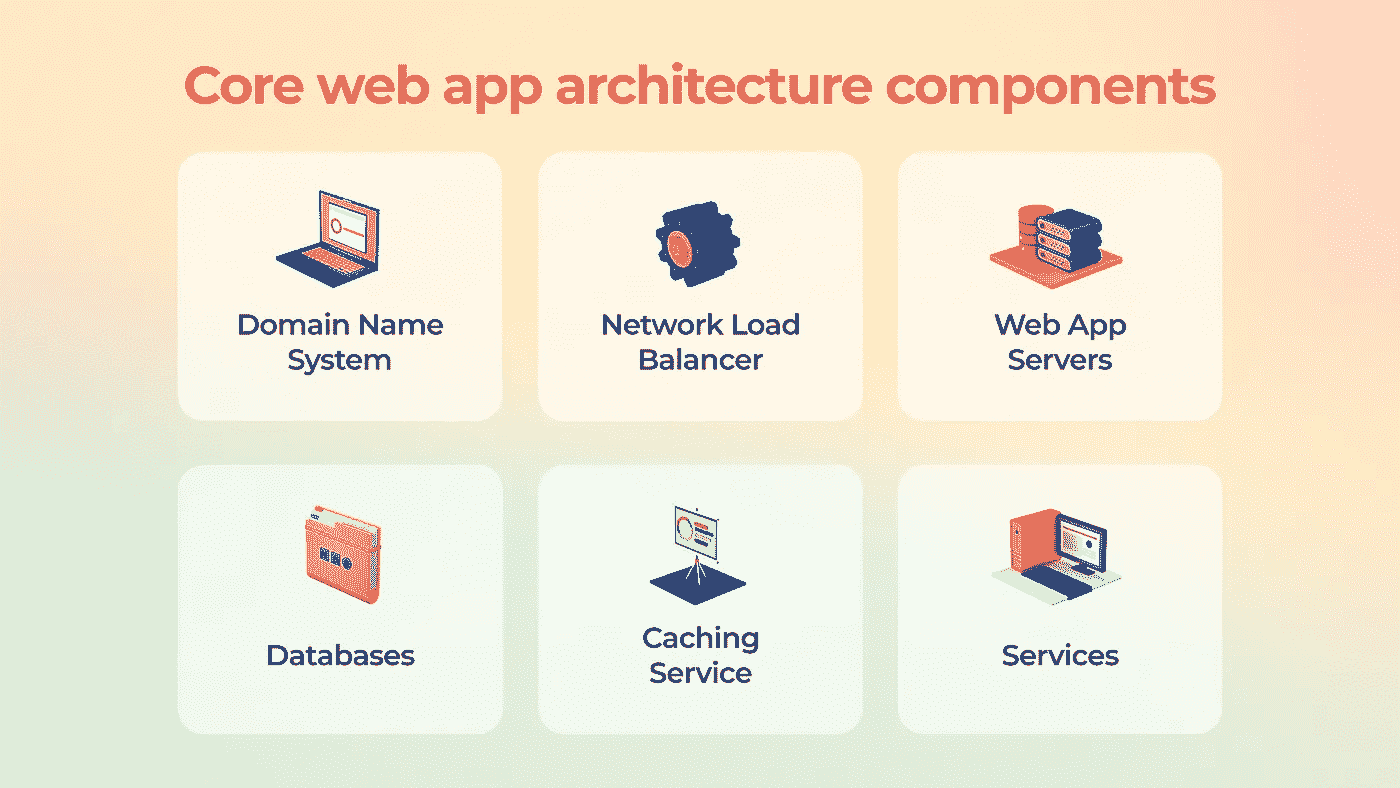 Core web app architecture components
Domain Name
System
Network Load
Balancer
Web App
Servers
Databases
Caching
Service
Services